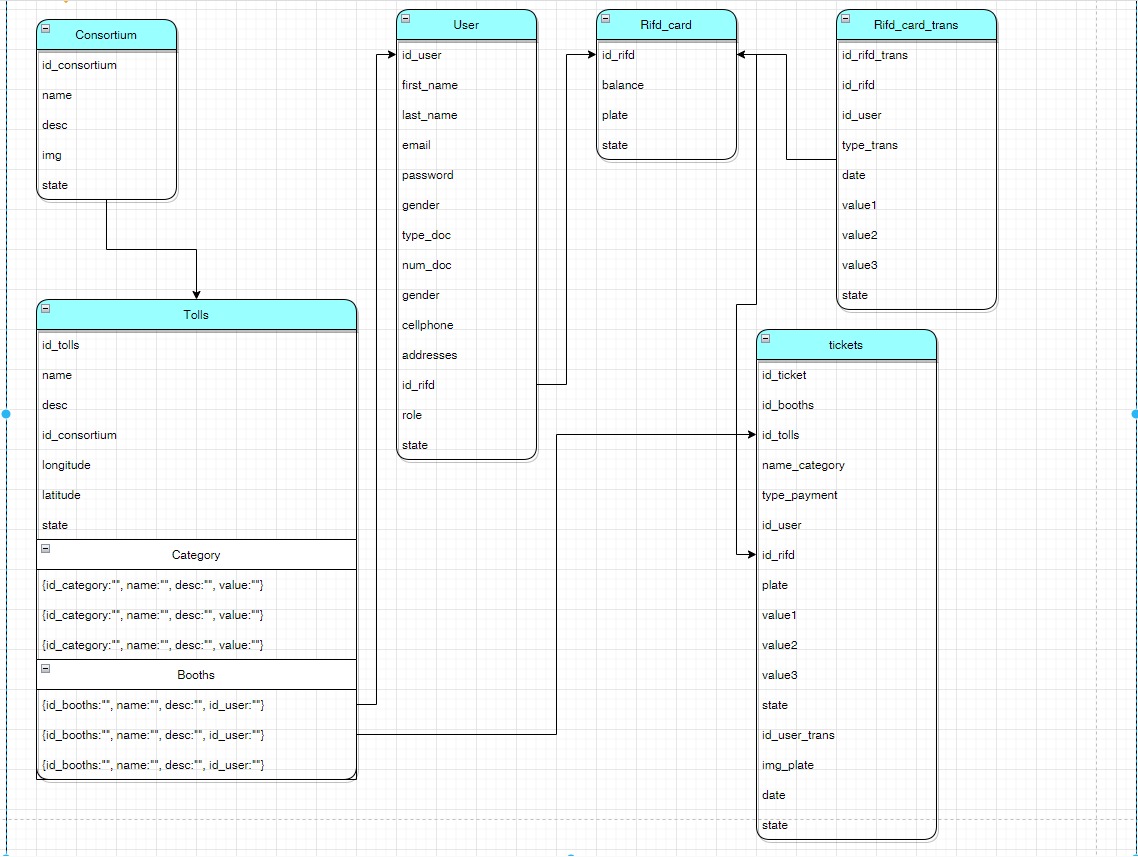 Consortium
id_consortium
name
desc
img
state
User
id_user
first_name
last_name
email
password
gender
type_doc
num_doc
gender
cellphone
addresses
id_rifd
role
state
Rifd_card
id_rifd
balance
plate
state
Rifd_card_trans
id_rifd_trans
id_rifd
id_user
type_trans
date
value1
value2
value3
state
Tolls
id_tolls
name
desc
id_consortium
longitude
latitude
state
Category
{id_category:"", name:"", desc:"", value:""}
{id_category:"", name:"", desc:"", value:""}
{id_category:"", name:"", desc:"", value:""}
Booths
{id_booths:"", name:"", desc:"", id_user:""}
{id_booths:"", name:"", desc:"", id_user:""}
{id_booths:"", name:"", desc:"", id_user:""}
tickets
id_ticket
id_booths
id_tolls
name_category
type_payment
id_user
id_rifd
plate
value1
value2
value3
state
id_user_trans
img_plate
date
state